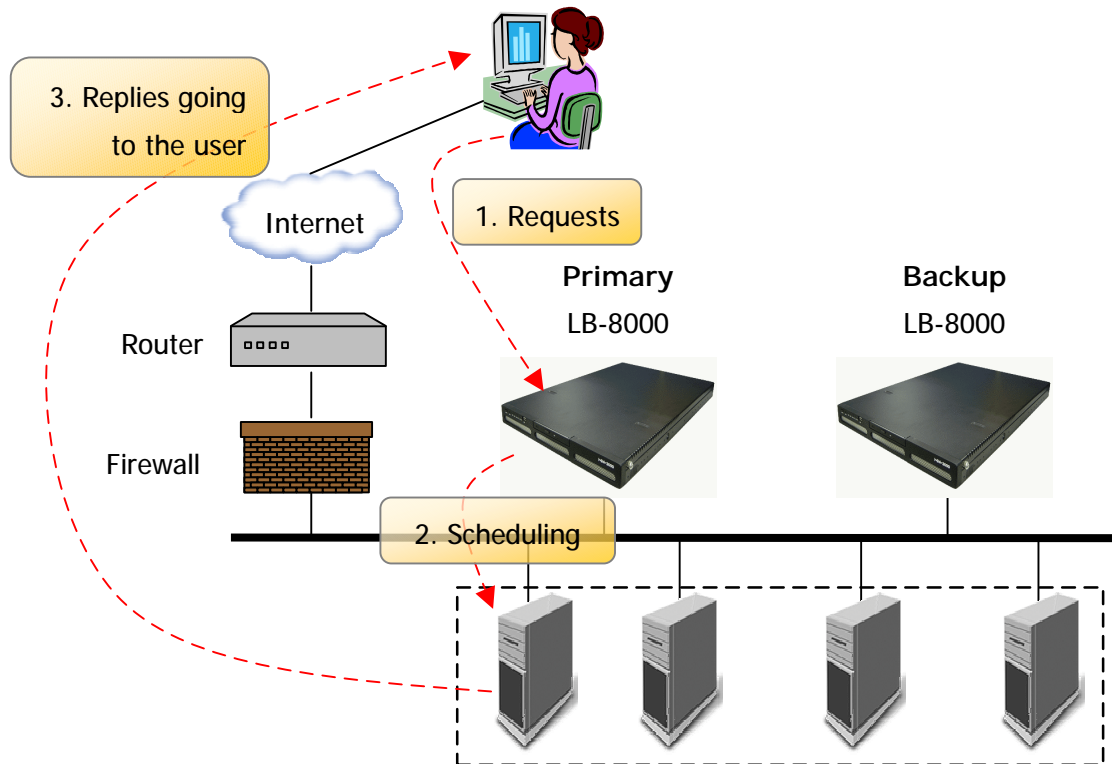 3. Replies going
to the user
Internet
1. Requests
Primary
LB-8000
Backup
LB-8000
Router
Firewall
2. Scheduling